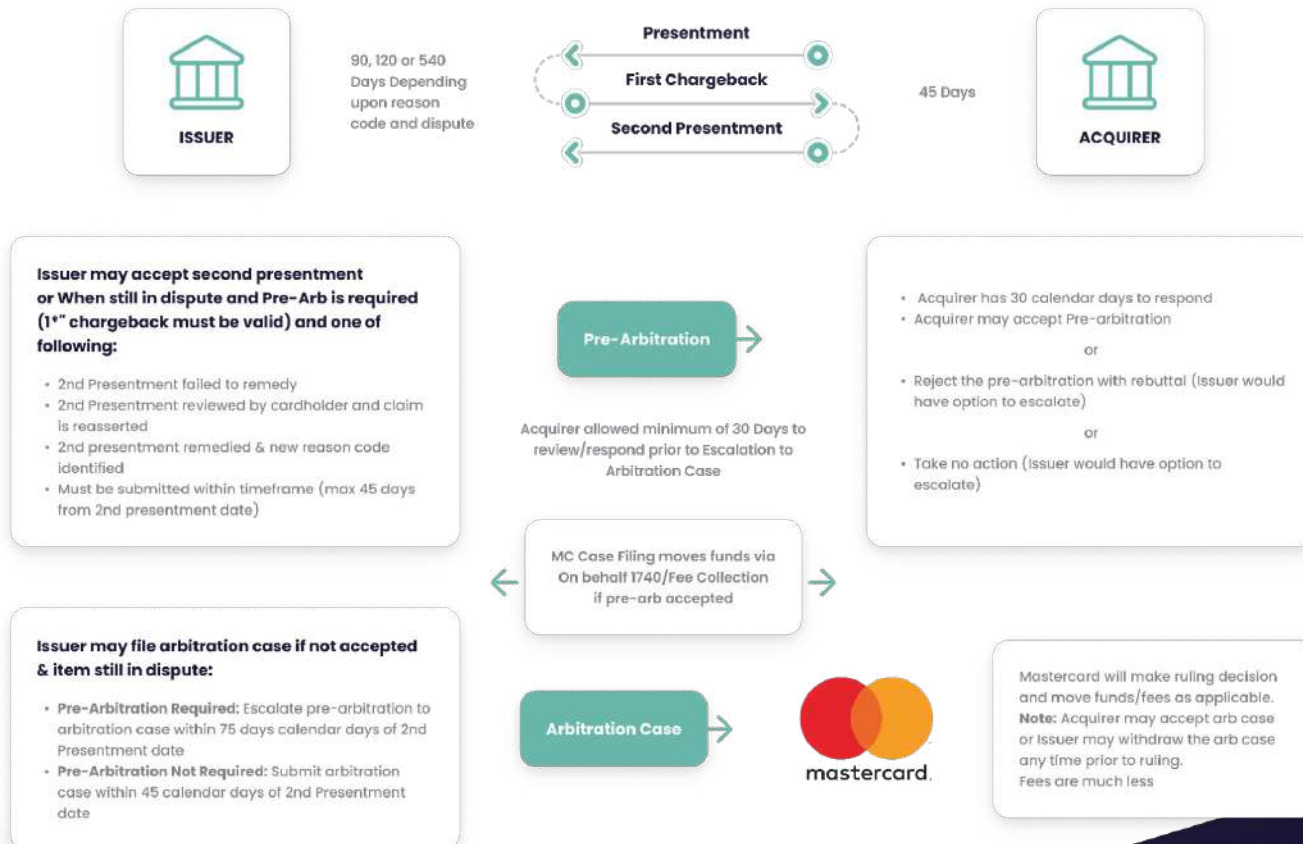 ISSUER
90, 120 or 540
Days Depending
upon reason
code and dispute
Presentment
First Chargeback
Second Presentment
45 Days
ACQUIRER
Issuer may accept second presentment
or When still in dispute and Pre-Arb is required
(1*" chargeback must be valid) and one of
following:
• 2nd Presentment failed to remedy
• 2nd Presentment reviewed by cardholder and claim
is reasserted
• 2nd presentment remedied & new reason code
identified
• Must be submitted within timeframe (max 45 days
from 2nd presentment date)
Pre-Arbitration
Acquirer allowed minimum of 30 Days to
review/respond prior to Escalation to
Arbitration Case
• Acquirer has 30 calendar days to respond
• Acquirer may accept Pre-arbitration
or
• Reject the pre-arbitration with rebuttal (Issuer would
have option to escalate)
or
• Take no action (Issuer would have option to
escalate)
MC Case Filing moves funds via
On behalf 1740/Fee Collection
if pre-arb accepted
Issuer may file arbitration case if not accepted
& item still in dispute:
• Pre-Arbitration Required: Escalate pre-arbitration to
arbitration case within 75 days calendar days of 2nd
Presentment date
• Pre-Arbitration Not Required: Submit arbitration
case within 45 calendar days of 2nd Presentment
date
Arbitration Case
mastercard.
Mastercard will make ruling decision
and move funds/fees as applicable.
Note: Acquirer may accept arb case
or Issuer may withdraw the arb case
any time prior to ruling.
Fees are much less